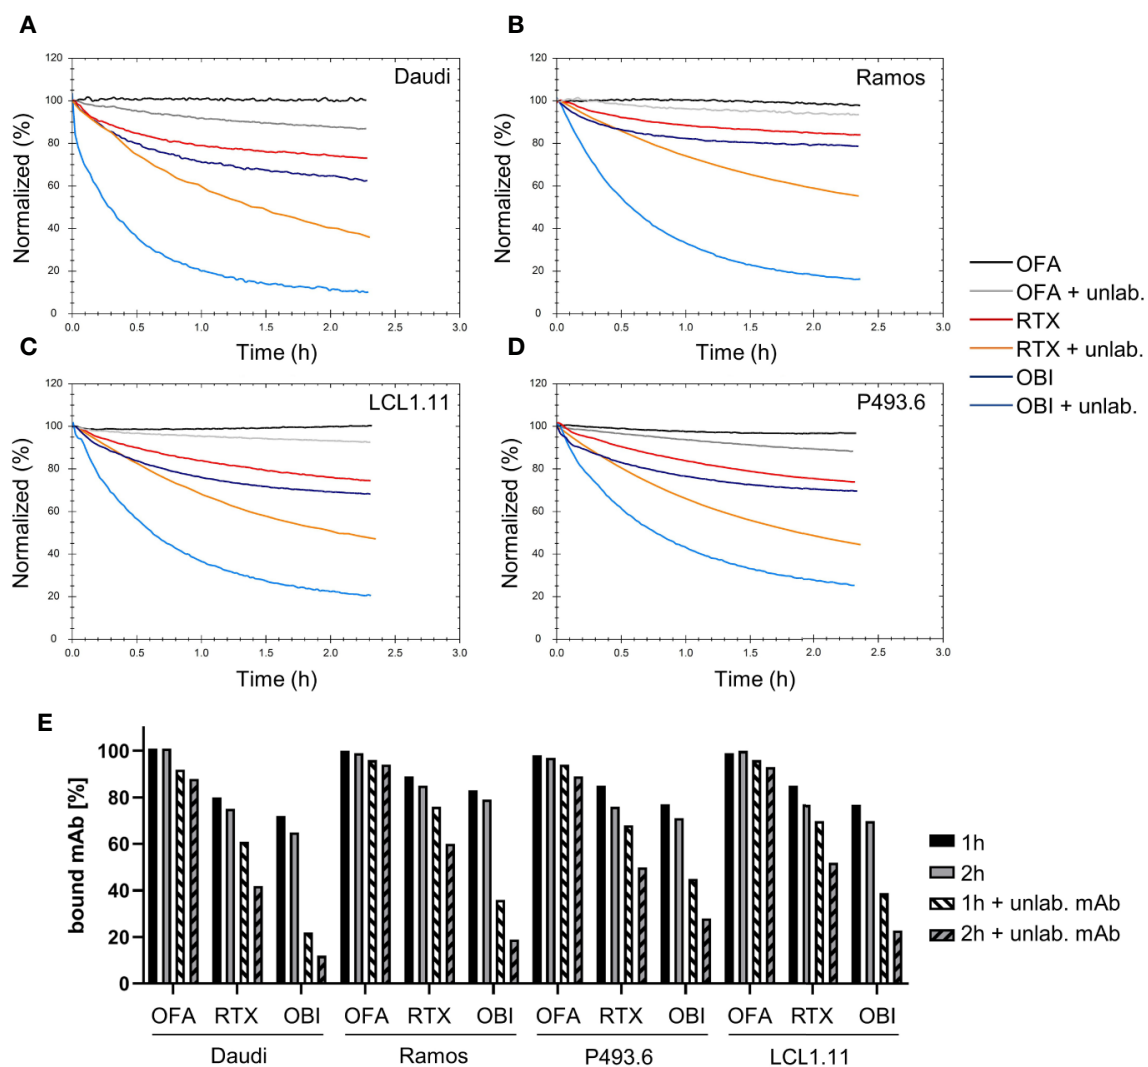 A
B
120
100
80
60
40
20
0
Normalized (%)
Daudi
0.0 0.5 1.0 1.5 2.0 2.5 3.0
Time (h)
120
100
80
60
40
20
0
Normalized (%)
Ramos
0.0 0.5 1.0 1.5 2.0 2.5 3.0
Time (h)
OFA
OFA + unlab.
RTX
RTX + unlab.
OBI
OBI + unlab.
C
D
120
100
80
60
40
20
0
Normalized (%)
LCL1.11
0.0 0.5 1.0 1.5 2.0 2.5 3.0
Time (h)
120
100
80
60
40
20
0
Normalized (%)
P493.6
0.0 0.5 1.0 1.5 2.0 2.5 3.0
Time (h)
E
bound mAb [%]
100
80
60
40
20
0
OFA RTX OBI OFA RTX OBI OFA RTX OBI OFA RTX OBI
Daudi Ramos P493.6 LCL1.11
1h
2h
1h + unlab. mAb
2h + unlab. mAb